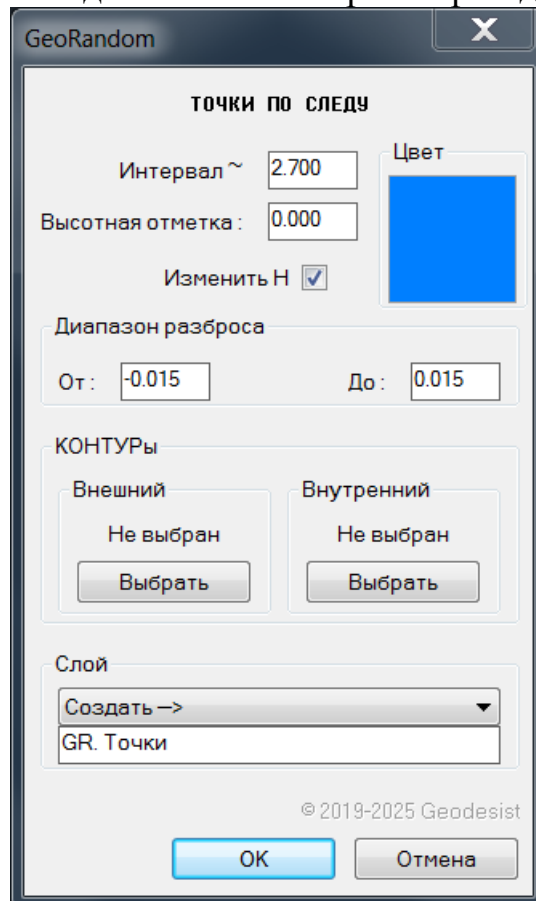 GeoRandom
X
ТОЧКИ ПО СЛЕДУ
Интервал ~ 2.700
Цвет
Высотная отметка : 0.000
Изменить Н
Диапазон разброса
От : -0.015 До : 0.015
КОНТУРы
Внешний Внутренний
Не выбран Не выбран
Выбрать Выбрать
Слой
Создать -->
GR. Точки
© 2019-2025 Geodesist
OK Отмена